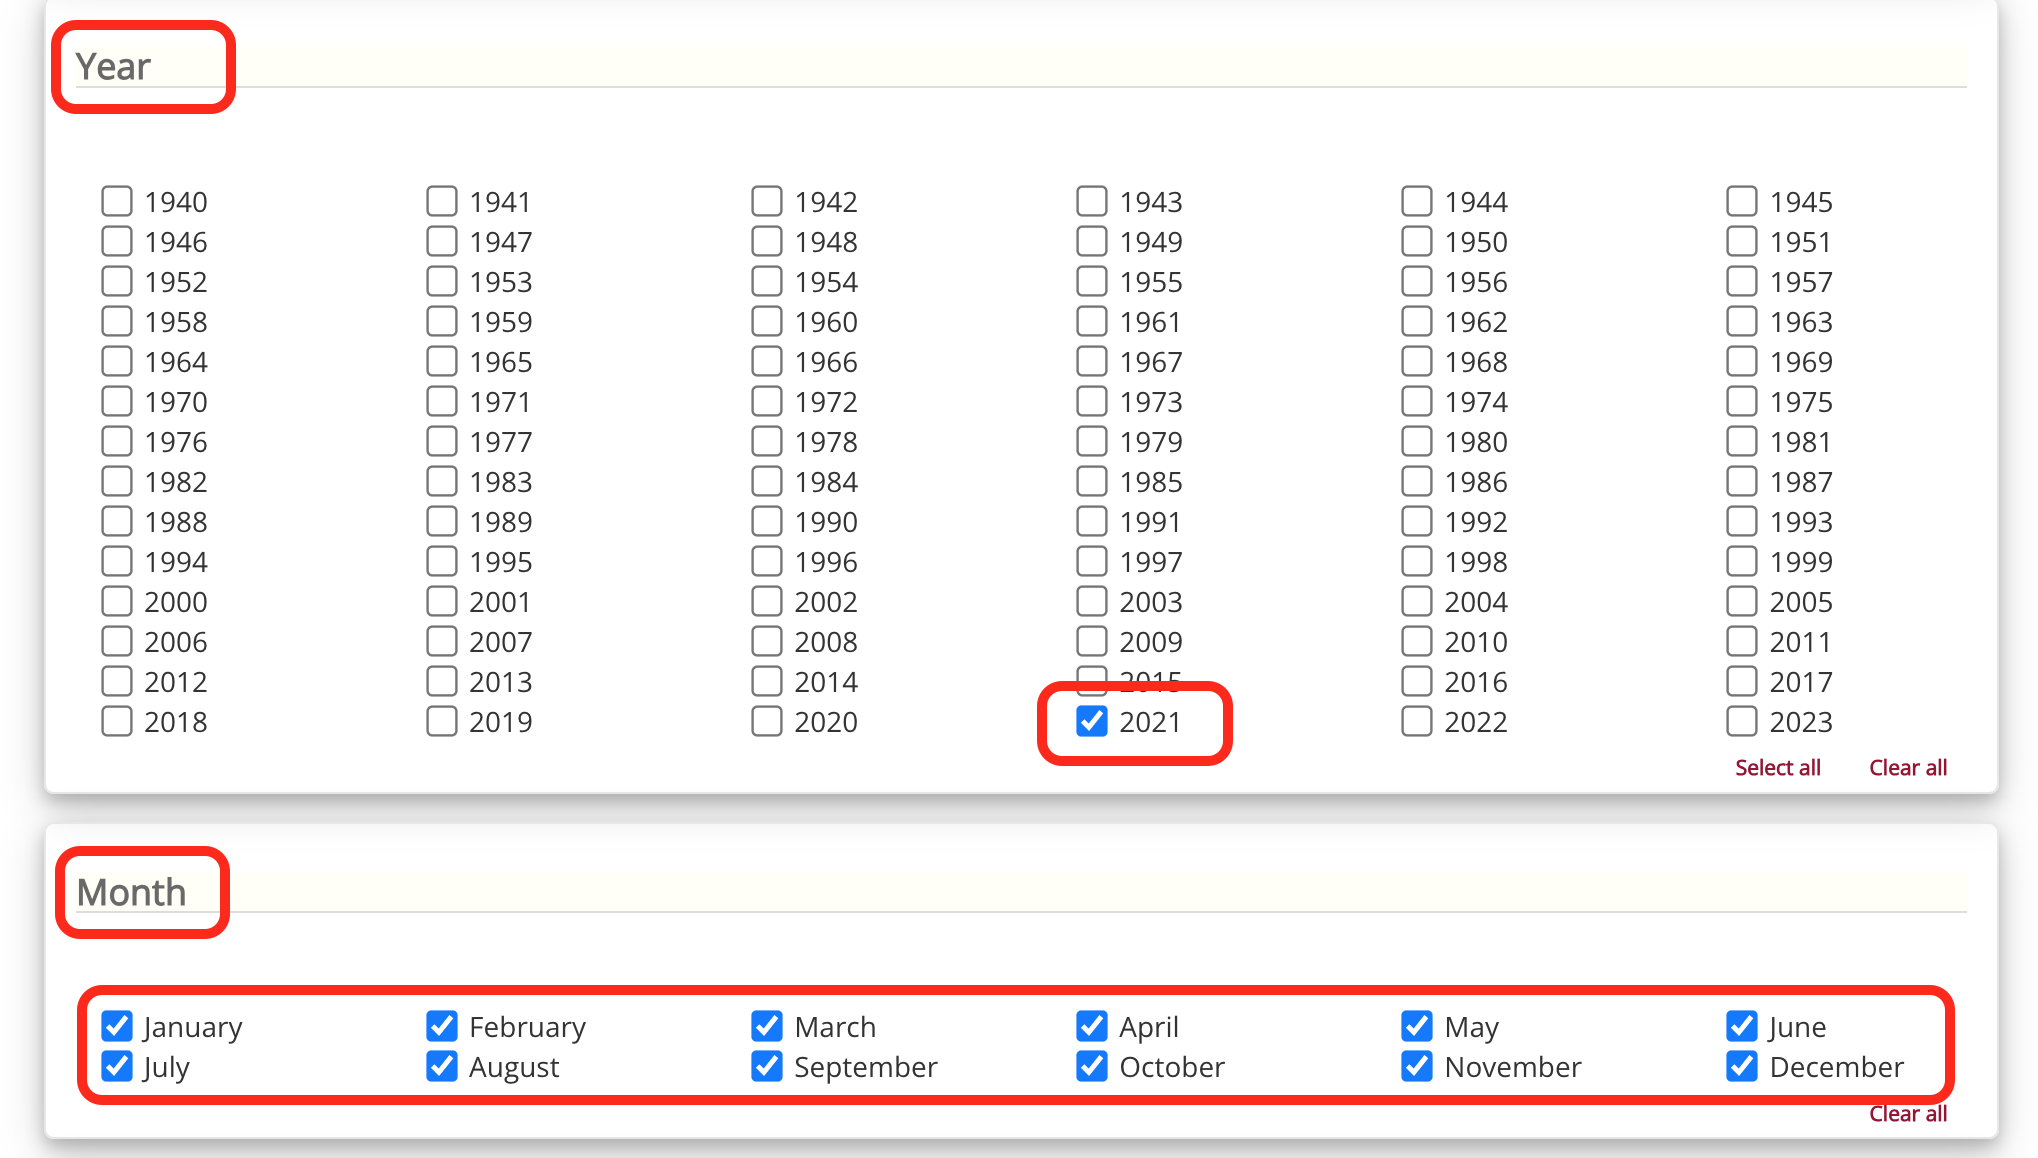 Year
1940 1941 1942 1943 1944 1945
1946 1947 1948 1949 1950 1951
1952 1953 1954 1955 1956 1957
1958 1959 1960 1961 1962 1963
1964 1965 1966 1967 1968 1969
1970 1971 1972 1973 1974 1975
1976 1977 1978 1979 1980 1981
1982 1983 1984 1985 1986 1987
1988 1989 1990 1991 1992 1993
1994 1995 1996 1997 1998 1999
2000 2001 2002 2003 2004 2005
2006 2007 2008 2009 2010 2011
2012 2013 2014 2015 2016 2017
2018 2019 2020 2021 2022 2023
Select all Clear all
Month
January February March April May June
July August September October November December
Clear all